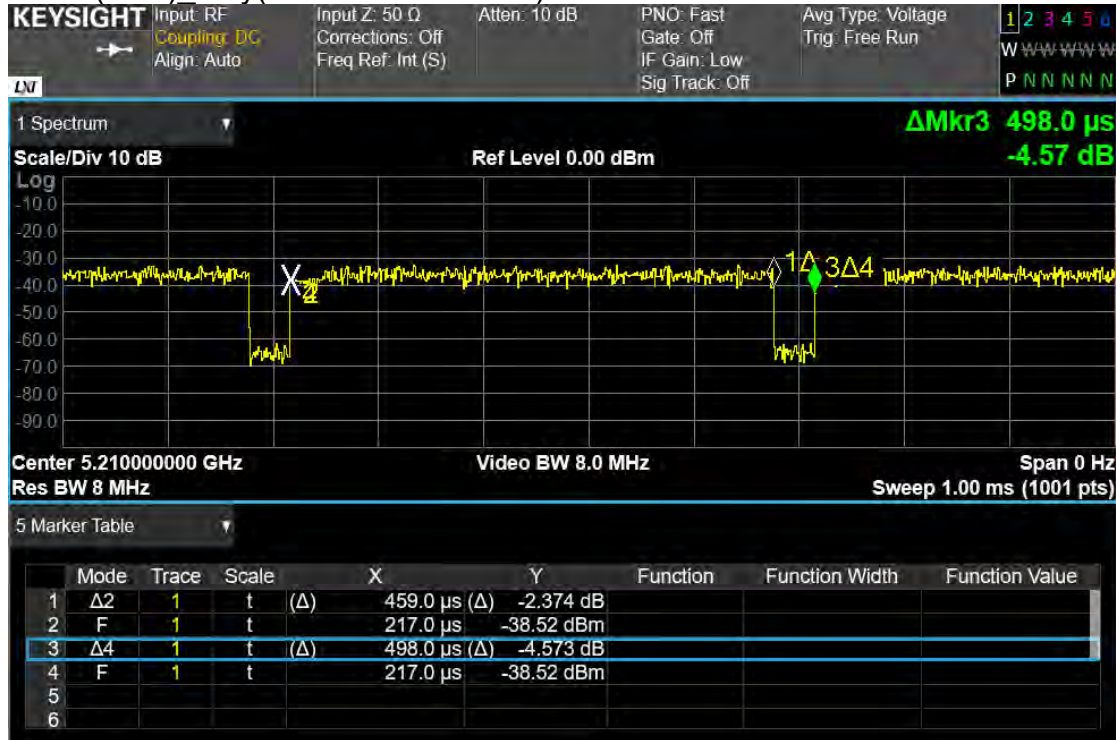 KEYSIGHT Input: RF Input Z: 50 Ω Atten: 10 dB PNO: Fast Avg Type: Voltage 1 2 3 4 5 6
Coupling: DC Corrections: Off Gate: Off Trig: Free Run W W W W W W
Align: Auto Freq Ref: Int (S) IF Gain: Low P N N N N N
LXI Sig Track: Off
1 Spectrum ΔMkr3 498.0 µs
Scale/Div 10 dB Ref Level 0.00 dBm -4.57 dB
Log
-10.0
-20.0
-30.0
1Δ 3Δ4
-40.0
X
-50.0
-60.0
-70.0
-80.0
-90.0
Center 5.210000000 GHz Video BW 8.0 MHz Span 0 Hz
Res BW 8 MHz Sweep 1.00 ms (1001 pts)
5 Marker Table
Mode Trace Scale X Y Function Function Width Function Value
1 Δ2 1 t (Δ) 459.0 µs (Δ) -2.374 dB
2 F 1 t 217.0 µs -38.52 dBm
3 Δ4 1 t (Δ) 498.0 µs (Δ) -4.573 dB
4 F 1 t 217.0 µs -38.52 dBm
5
6